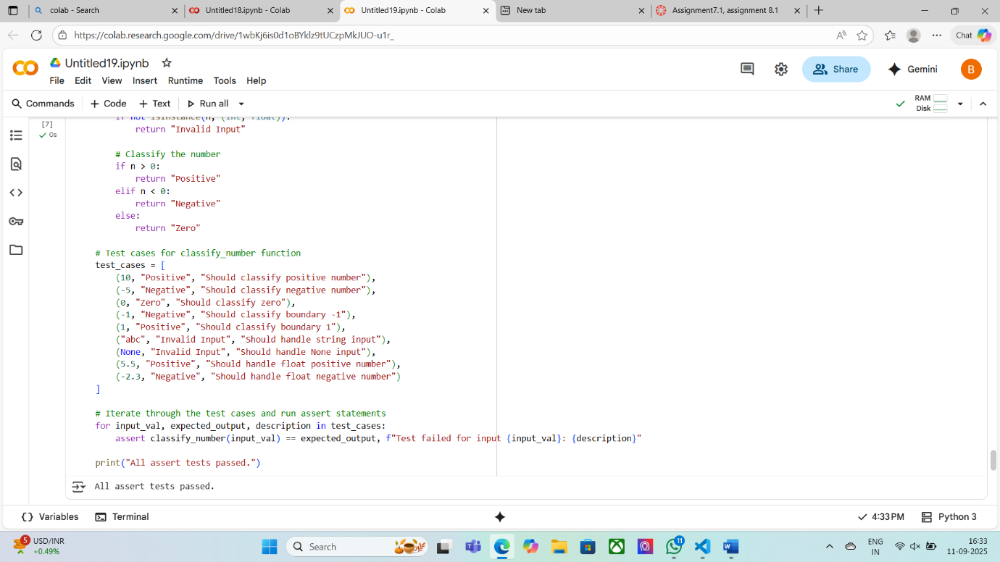 colab - Search
Untitled18.ipynb - Colab
Untitled19.ipynb - Colab
New tab
Assignment7.1, assignment 8.1
https://colab.research.google.com/drive/1wbKj6is0d1oBYklz9tUCzpMkJUO-u1r_
Chat
Untitled19.ipynb
File Edit View Insert Runtime Tools Help
Share
Gemini
B
Commands + Code + Text Run all
RAM
Disk
[7]
0s
if not isinstance(n, (int, float)):
return "Invalid Input"
# Classify the number
if n > 0:
return "Positive"
elif n < 0:
return "Negative"
else:
return "Zero"
# Test cases for classify_number function
test_cases = [
(10, "Positive", "Should classify positive number"),
(-5, "Negative", "Should classify negative number"),
(0, "Zero", "Should classify zero"),
(-1, "Negative", "Should classify boundary -1"),
(1, "Positive", "Should classify boundary 1"),
("abc", "Invalid Input", "Should handle string input"),
(None, "Invalid Input", "Should handle None input"),
(5.5, "Positive", "Should handle float positive number"),
(-2.3, "Negative", "Should handle float negative number")
]
# Iterate through the test cases and run assert statements
for input_val, expected_output, description in test_cases:
assert classify_number(input_val) == expected_output, f"Test failed for input {input_val}: {description}"
print("All assert tests passed.")
All assert tests passed.
Variables Terminal
4:33 PM Python 3
5
USD/INR
+0.49%
Search
11
ENG
IN
16:33
11-09-2025